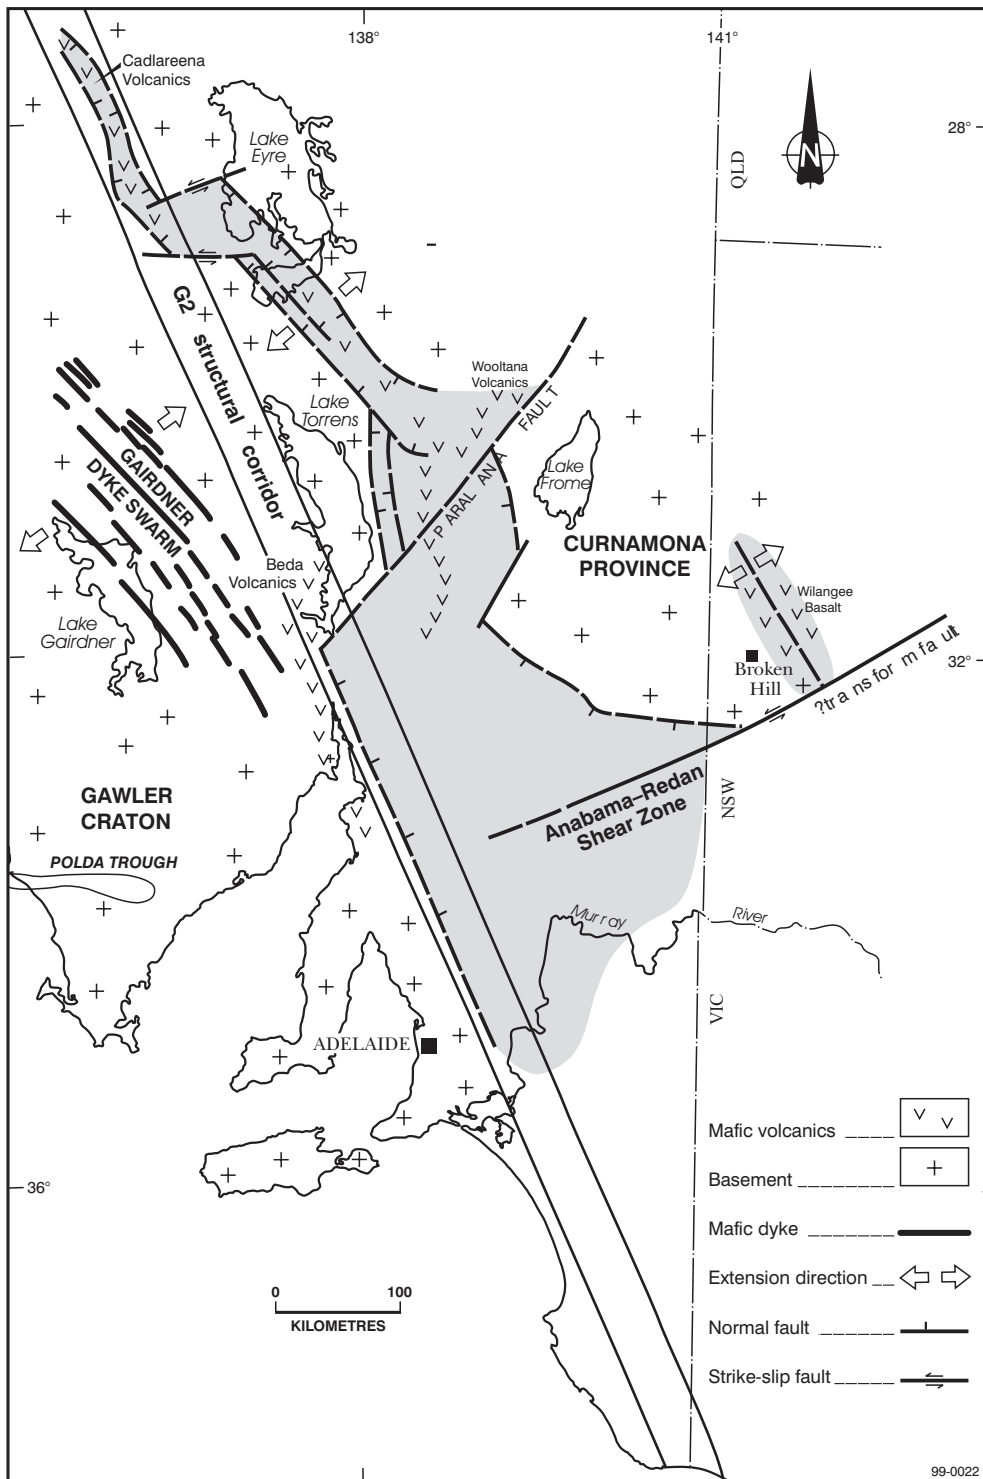 138°
141°
Cadlareena
Volcanics
28°
Lake
Eyre
N
QLD
G2 structural corridor
Wooltana
Volcanics
Lake
Torrens
PARALANA FAULT
Lake
Frome
GAIRDNER
DYKE SWARM
CURNAMONA
PROVINCE
Beda
Volcanics
Wilangee
Basalt
Lake
Gairdner
Broken
Hill
32°
?transform fault
GAWLER
CRATON
Anabama–Redan
Shear Zone
NSW
POLDA TROUGH
Murray
River
VIC
ADELAIDE
Mafic volcanics
Basement
36°
Mafic dyke
Extension direction
0 100
KILOMETRES
Normal fault
Strike-slip fault
99-0022